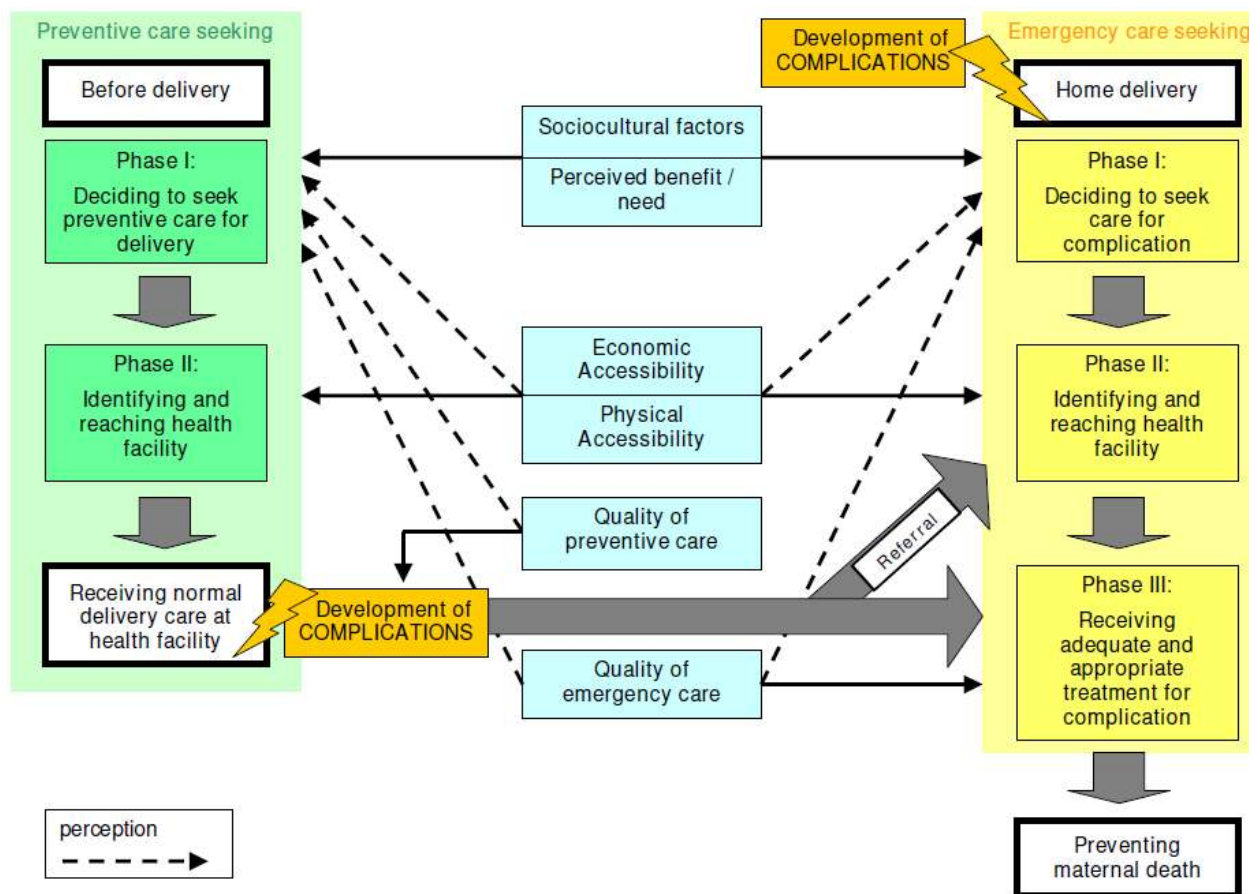 Preventive care seeking
Before delivery
Phase I:
Deciding to seek
preventive care for
delivery
Phase II:
Identifying and
reaching health
facility
Receiving normal
delivery care at
health facility
Development of
COMPLICATIONS
Sociocultural factors
Perceived benefit /
need
Economic
Accessibility
Physical
Accessibility
Quality of
preventive care
Quality of
emergency care
Referral
Development of
COMPLICATIONS
Emergency care seeking
Home delivery
Phase I:
Deciding to seek
care for
complication
Phase II:
Identifying and
reaching health
facility
Phase III:
Receiving
adequate and
appropriate
treatment for
complication
Preventing
maternal death
perception